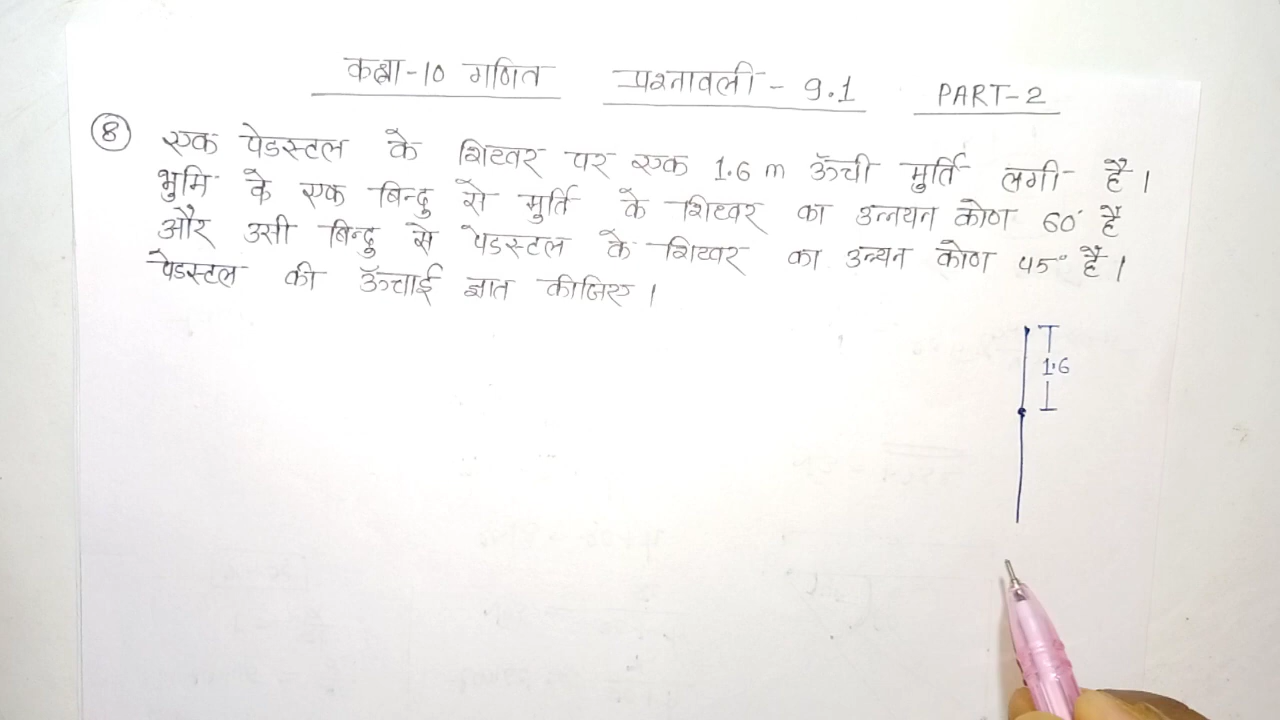 कक्षा-10 गणित प्रश्नावली - 9.1 PART-2
8 एक पेडस्टल के शिखर पर एक 1.6 m ऊँची मुर्ति लगी है।
भुमि के एक बिन्दु से मुर्ति के शिखर का उन्नयन कोण 60° है
और उसी बिन्दु से पेडस्टल के शिखर का उन्यन कोण 45° है।
पेडस्टल की ऊँचाई ज्ञात कीजिए।
1.6